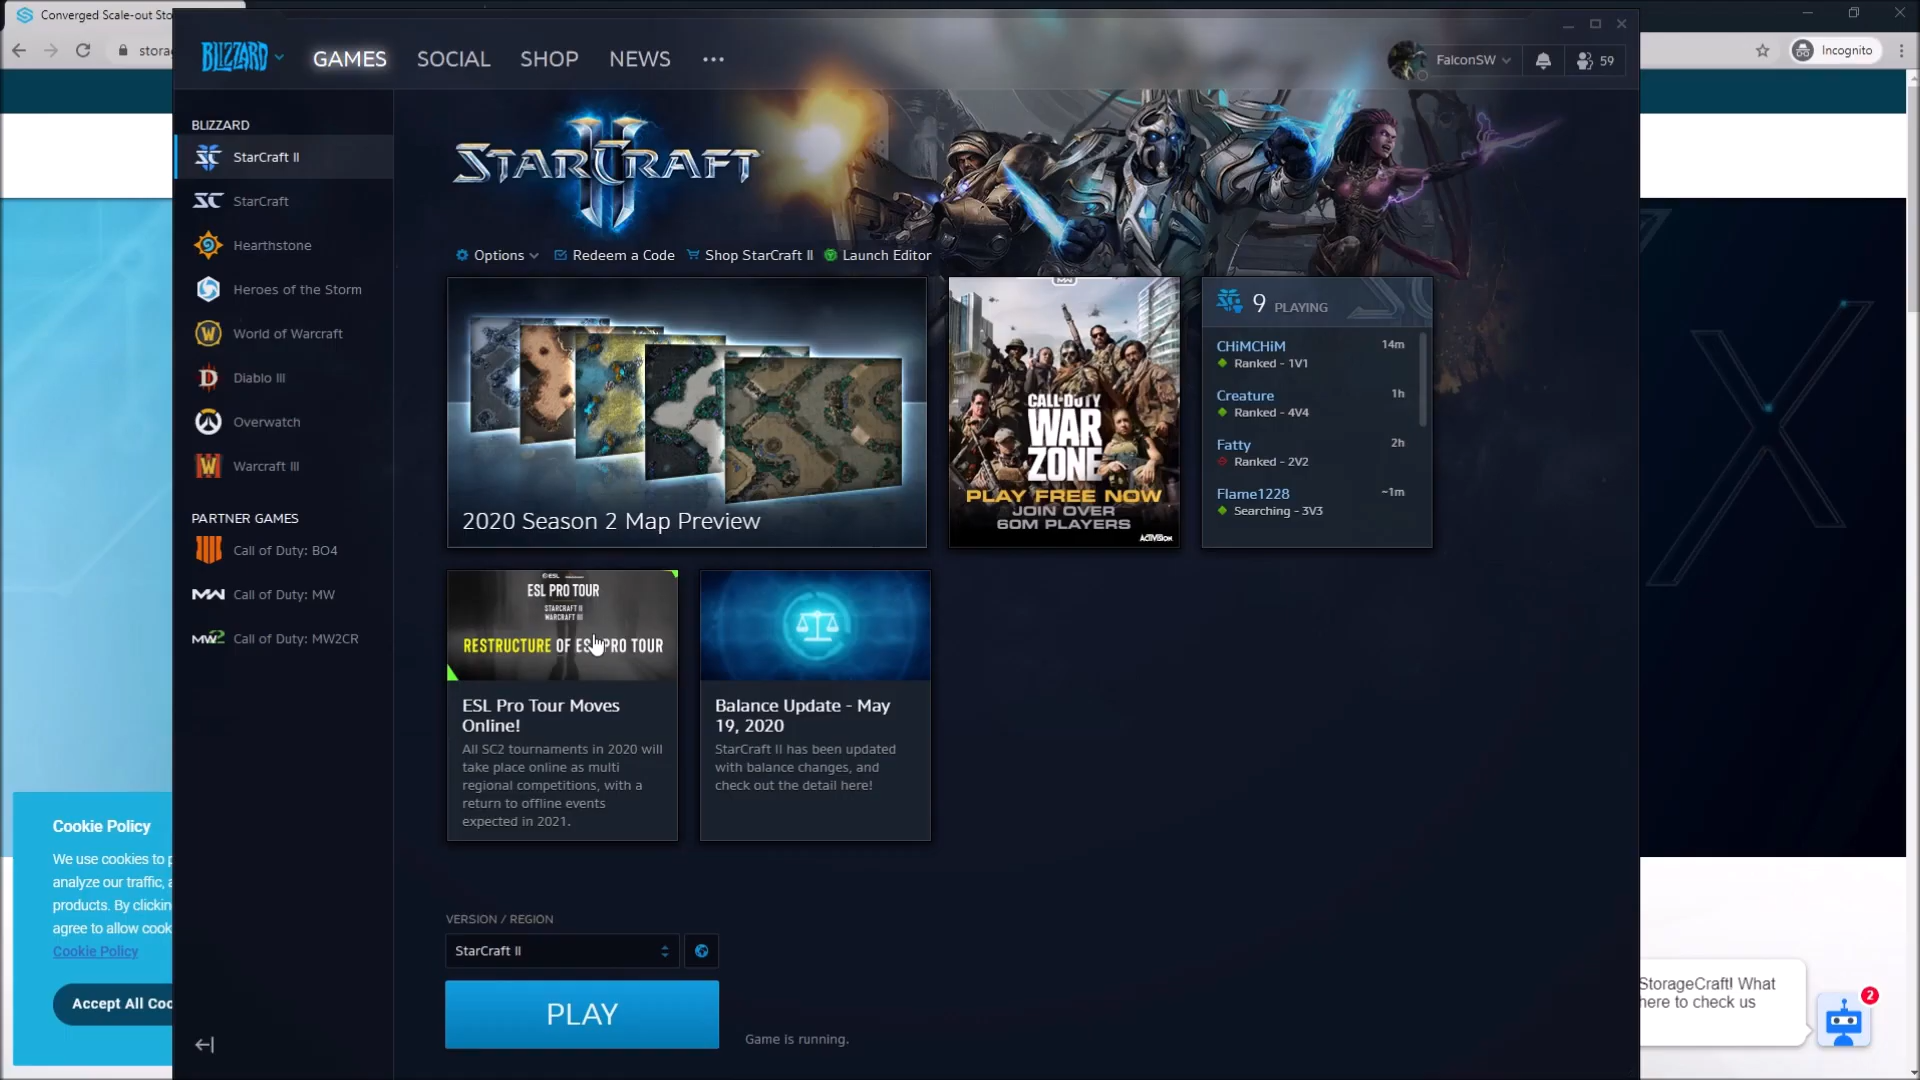 Converged Scale-out Sto
storag
Incognito
BLIZZARD
GAMES
SOCIAL
SHOP
NEWS
FalconSW
59
BLIZZARD
StarCraft II
StarCraft
Hearthstone
Heroes of the Storm
World of Warcraft
Diablo III
Overwatch
Warcraft III
PARTNER GAMES
Call of Duty: BO4
Call of Duty: MW
Call of Duty: MW2CR
STARCRAFT II
Options
Redeem a Code
Shop StarCraft II
Launch Editor
2020 Season 2 Map Preview
CALL OF DUTY
WAR
ZONE
PLAY FREE NOW
JOIN OVER
60M PLAYERS
ACTIVISION
9 PLAYING
CHiMCHiM 14m
Ranked - 1V1
Creature 1h
Ranked - 4V4
Fatty 2h
Ranked - 2V2
Flame1228 ~1m
Searching - 3V3
ESL
ESL PRO TOUR
STARCRAFT II
WARCRAFT III
RESTRUCTURE OF ESL PRO TOUR
ESL Pro Tour Moves
Online!
All SC2 tournaments in 2020 will
take place online as multi
regional competitions, with a
return to offline events
expected in 2021.
Balance Update - May
19, 2020
StarCraft II has been updated
with balance changes, and
check out the detail here!
VERSION / REGION
StarCraft II
PLAY
Game is running.
Cookie Policy
We use cookies to p
analyze our traffic, a
products. By clickin
agree to allow cook
Cookie Policy
Accept All Coo
StorageCraft! What
here to check us
2